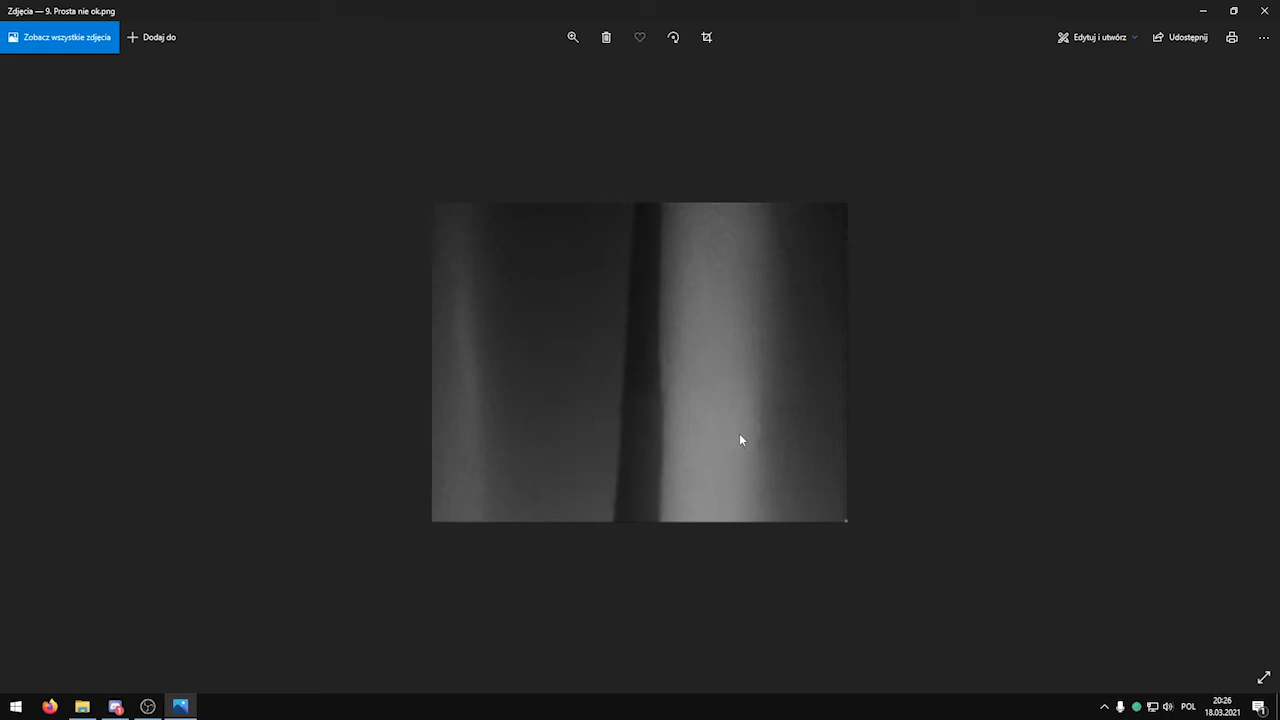 Zdjęcia — 9. Prosta nie ok.png
Zobacz wszystkie zdjęcia
Dodaj do
Edytuj i utwórz
Udostępnij
POL
20:26
18.03.2021